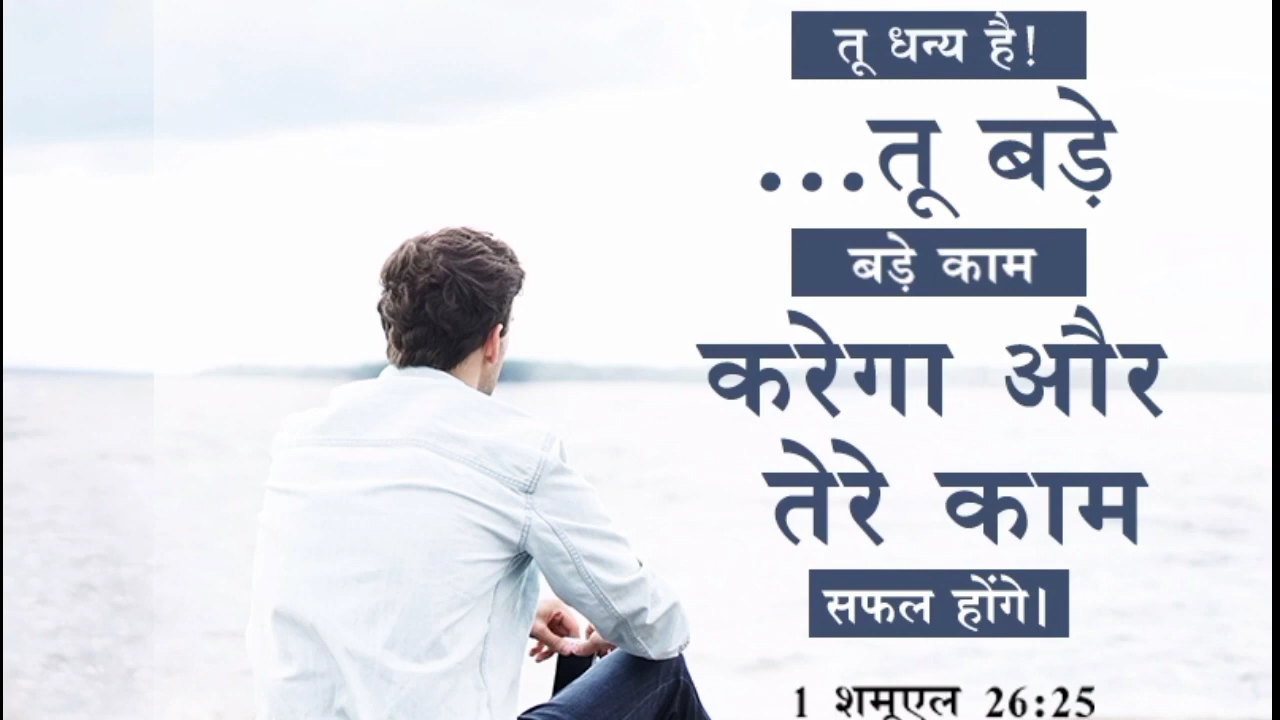 तू धन्य है!
...तू बड़े
बड़े काम
करेगा और
तेरे काम
सफल होंगे।
1 शमूएल 26:25